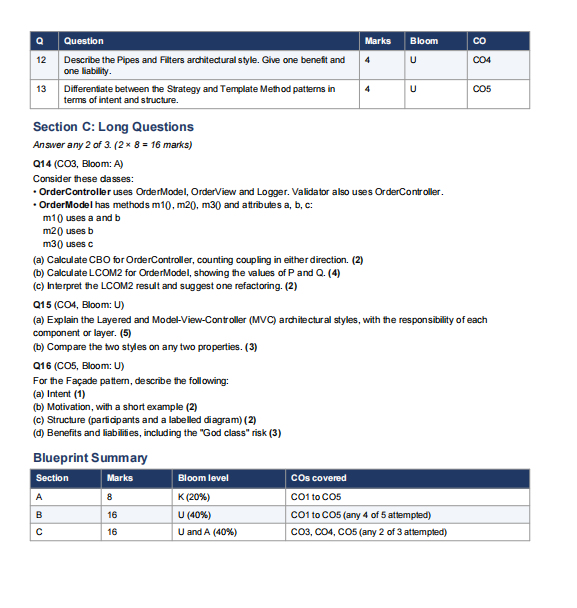 Q Question Marks Bloom CO
12 Describe the Pipes and Filters architectural style. Give one benefit and one liability. 4 U CO4
13 Differentiate between the Strategy and Template Method patterns in terms of intent and structure. 4 U CO5
Section C: Long Questions
Answer any 2 of 3. (2 × 8 = 16 marks)
Q14 (CO3, Bloom: A)
Consider these classes:
• OrderController uses OrderModel, OrderView and Logger. Validator also uses OrderController.
• OrderModel has methods m1(), m2(), m3() and attributes a, b, c:
m1() uses a and b
m2() uses b
m3() uses c
(a) Calculate CBO for OrderController, counting coupling in either direction. (2)
(b) Calculate LCOM2 for OrderModel, showing the values of P and Q. (4)
(c) Interpret the LCOM2 result and suggest one refactoring. (2)
Q15 (CO4, Bloom: U)
(a) Explain the Layered and Model-View-Controller (MVC) architectural styles, with the responsibility of each
component or layer. (5)
(b) Compare the two styles on any two properties. (3)
Q16 (CO5, Bloom: U)
For the Façade pattern, describe the following:
(a) Intent (1)
(b) Motivation, with a short example (2)
(c) Structure (participants and a labelled diagram) (2)
(d) Benefits and liabilities, including the "God class" risk (3)
Blueprint Summary
Section Marks Bloom level COs covered
A 8 K (20%) CO1 to CO5
B 16 U (40%) CO1 to CO5 (any 4 of 5 attempted)
C 16 U and A (40%) CO3, CO4, CO5 (any 2 of 3 attempted)